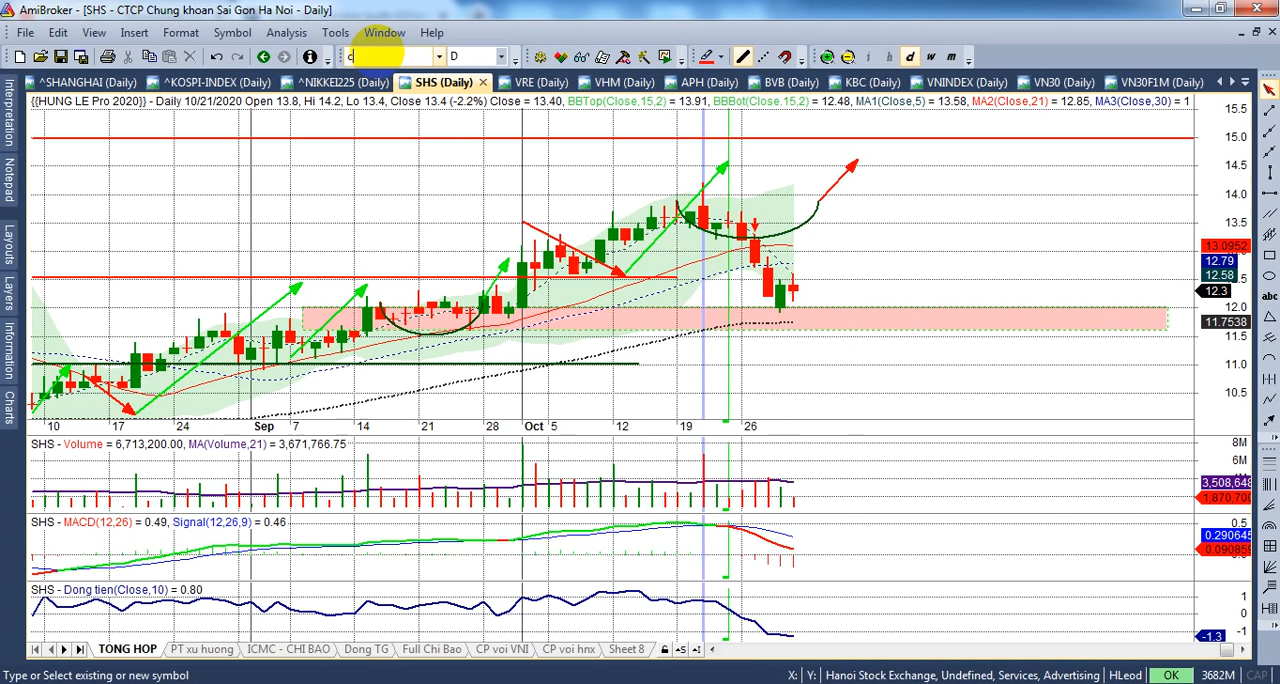 AmiBroker - [SHS - CTCP Chung khoan Sai Gon Ha Noi - Daily]
File Edit View Insert Format Symbol Analysis Tools Window Help
c D i h d w m
^SHANGHAI (Daily) ^KOSPI-INDEX (Daily) ^NIKKEI225 (Daily) SHS (Daily) VRE (Daily) VHM (Daily) APH (Daily) BVB (Daily) KBC (Daily) VNINDEX (Daily) VN30 (Daily) VN30F1M (Daily)
{{HUNG LE Pro 2020}} - Daily 10/21/2020 Open 13.8, Hi 14.2, Lo 13.4, Close 13.4 (-2.2%) Close = 13.40, BBTop(Close,15,2) = 13.91, BBBot(Close,15,2) = 12.48, MA1(Close,5) = 13.58, MA2(Close,21) = 12.85, MA3(Close,30) = 1
Interpretation
Notepad
Layouts
Layers
Information
Charts
15.5
15.0
14.5
14.0
13.5
13.0952
12.79
12.58
12.3
12.0
11.7538
11.5
11.0
10.5
abc
10 17 24 Sep 7 14 21 28 Oct 5 12 19 26
SHS - Volume = 6,713,200.00, MA(Volume,21) = 3,671,766.75
8M
6M
3,508,648
1,870,700
SHS - MACD(12,26) = 0.49, Signal(12,26,9) = 0.46
0.5
0.290645
0.090859
SHS - Dong tien(Close,10) = 0.80
1
0
-1
-1.3
TONG HOP PT xu huong ICMC - CHI BAO Dong TG Full Chi Bao CP voi VNI CP voi hnx Sheet 8
Type or Select existing or new symbol X: Y: Hanoi Stock Exchange, Undefined, Services, Advertising HLeod OK 3682M CAP